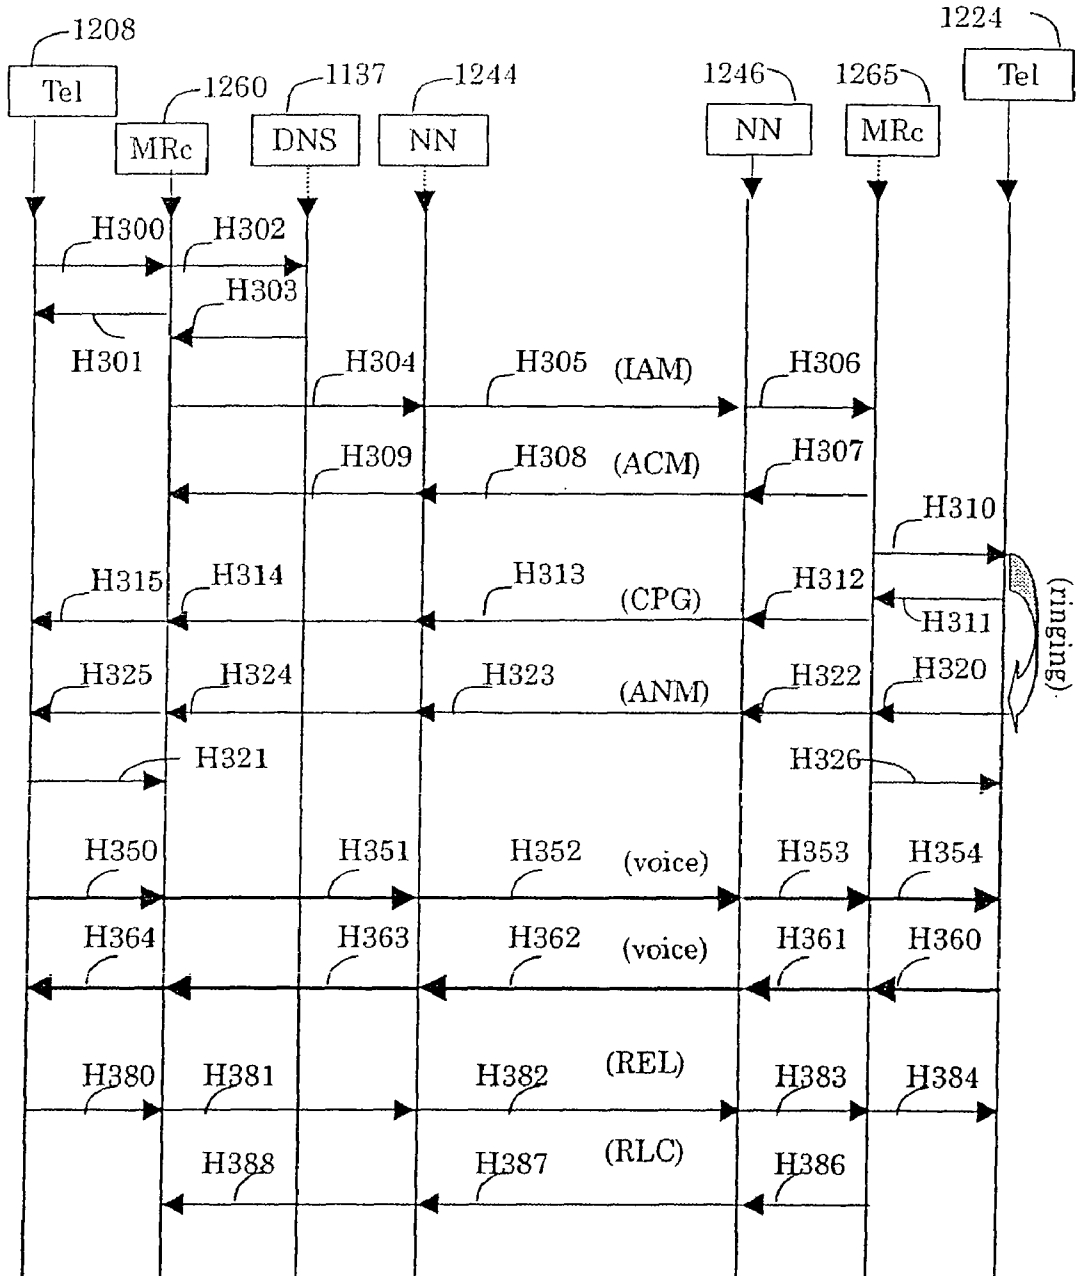 1208
1224
Tel
1260
1137
1244
1246
1265
Tel
MRc
DNS
NN
NN
MRc
H300
H302
H303
H301
H304
H305
(IAM)
H306
H309
H308
(ACM)
H307
H310
H315
H314
H313
(CPG)
H312
H311
(ringing)
H325
H324
H323
(ANM)
H322
H320
H321
H326
H350
H351
H352
(voice)
H353
H354
H364
H363
H362
(voice)
H361
H360
H380
H381
H382
(REL)
H383
H384
H388
H387
(RLC)
H386